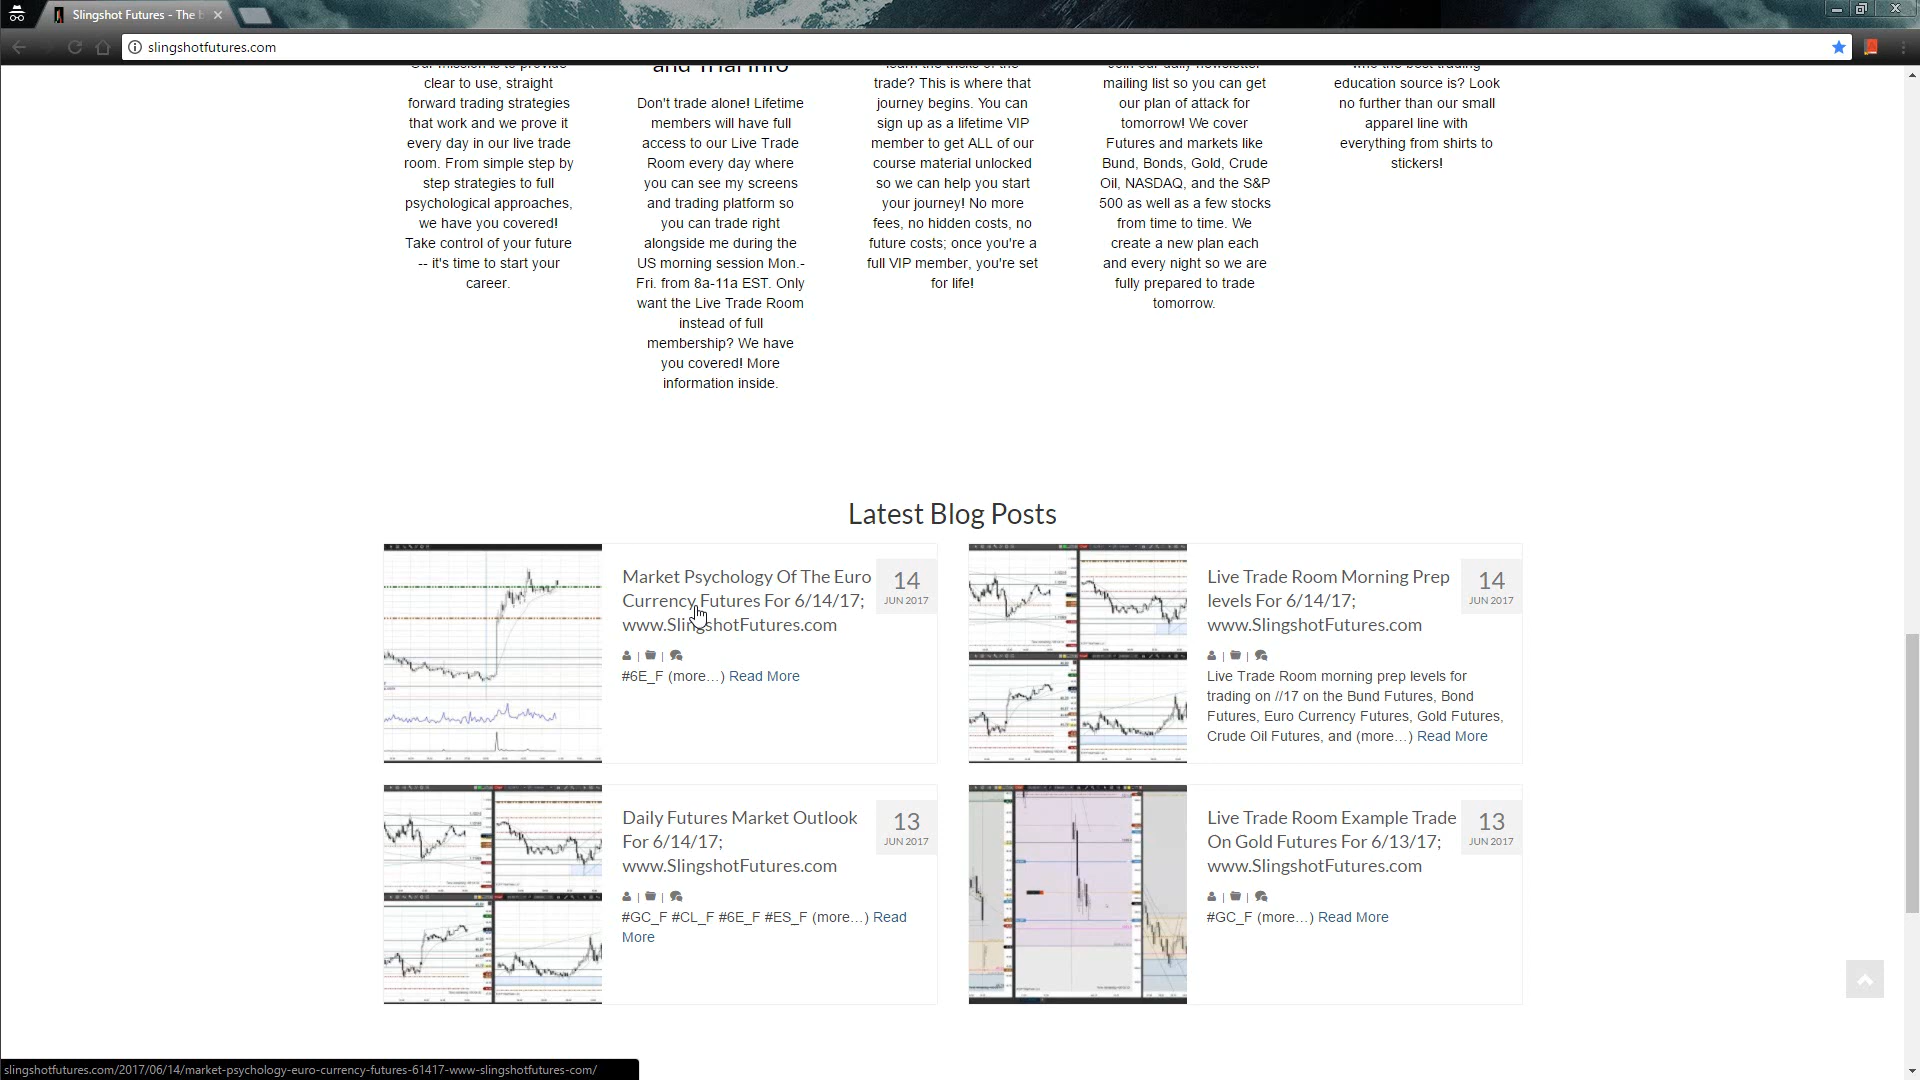 Slingshot Futures - The b
slingshotfutures.com
clear to use, straight
forward trading strategies
that work and we prove it
every day in our live trade
room. From simple step by
step strategies to full
psychological approaches,
we have you covered!
Take control of your future
-- it's time to start your
career.
and Trial Info
Don't trade alone! Lifetime
members will have full
access to our Live Trade
Room every day where
you can see my screens
and trading platform so
you can trade right
alongside me during the
US morning session Mon.-
Fri. from 8a-11a EST. Only
want the Live Trade Room
instead of full
membership? We have
you covered! More
information inside.
learn the tricks of the
trade? This is where that
journey begins. You can
sign up as a lifetime VIP
member to get ALL of our
course material unlocked
so we can help you start
your journey! No more
fees, no hidden costs, no
future costs; once you're a
full VIP member, you're set
for life!
Join our daily newsletter
mailing list so you can get
our plan of attack for
tomorrow! We cover
Futures and markets like
Bund, Bonds, Gold, Crude
Oil, NASDAQ, and the S&P
500 as well as a few stocks
from time to time. We
create a new plan each
and every night so we are
fully prepared to trade
tomorrow.
who the best trading
education source is? Look
no further than our small
apparel line with
everything from shirts to
stickers!
Latest Blog Posts
Market Psychology Of The Euro
Currency Futures For 6/14/17;
www.SlingshotFutures.com
14
JUN 2017
| |
#6E_F (more…) Read More
Live Trade Room Morning Prep
levels For 6/14/17;
www.SlingshotFutures.com
14
JUN 2017
| |
Live Trade Room morning prep levels for
trading on //17 on the Bund Futures, Bond
Futures, Euro Currency Futures, Gold Futures,
Crude Oil Futures, and (more…) Read More
Daily Futures Market Outlook
For 6/14/17;
www.SlingshotFutures.com
13
JUN 2017
| |
#GC_F #CL_F #6E_F #ES_F (more…) Read
More
Live Trade Room Example Trade
On Gold Futures For 6/13/17;
www.SlingshotFutures.com
13
JUN 2017
| |
#GC_F (more…) Read More
slingshotfutures.com/2017/06/14/market-psychology-euro-currency-futures-61417-www-slingshotfutures-com/